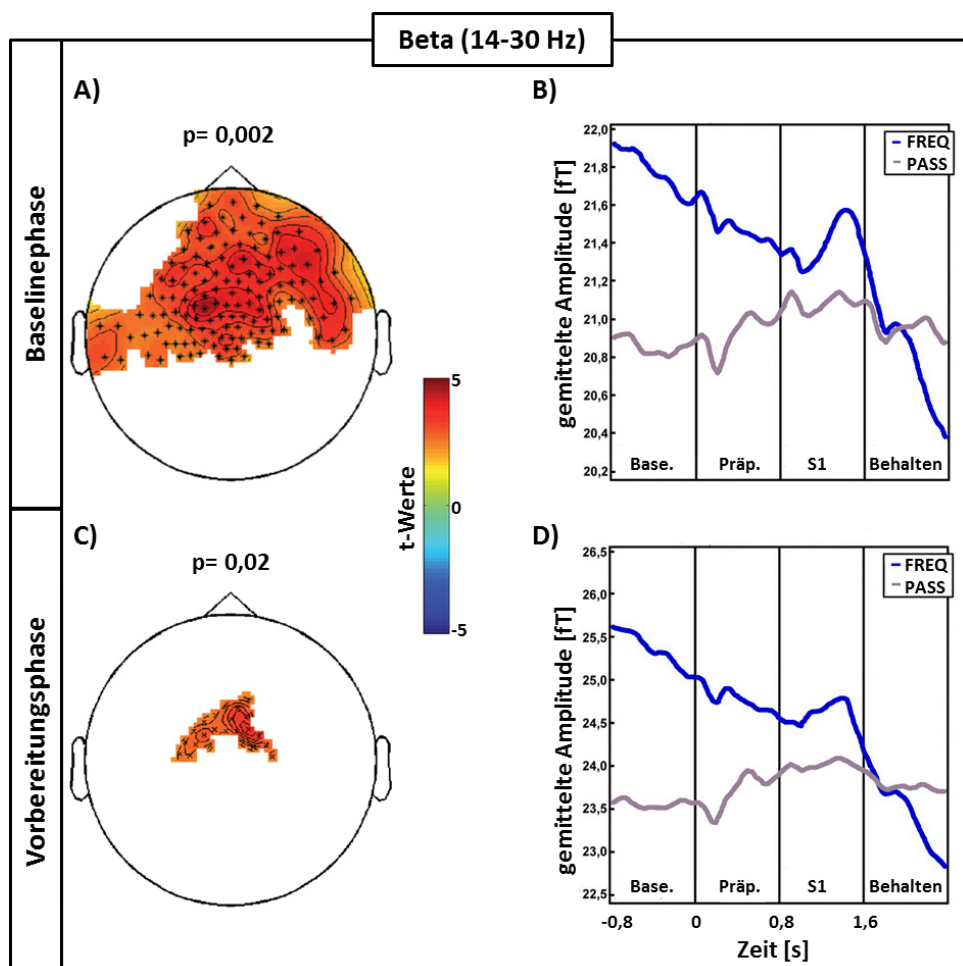 Beta (14-30 Hz)
Baselinephase
A)
p= 0,002
B)
gemittelte Amplitude [fT]
22,0
21,8
21,6
21,4
21,2
21,0
20,8
20,6
20,4
20,2
FREQ
PASS
Base.
Präp.
S1
Behalten
t-Werte
5
0
-5
Vorbereitungsphase
C)
p= 0,02
D)
gemittelte Amplitude [fT]
26,5
26,0
25,5
25,0
24,5
24,0
23,5
23,0
22,5
FREQ
PASS
Base.
Präp.
S1
Behalten
-0,8
0
0,8
1,6
Zeit [s]